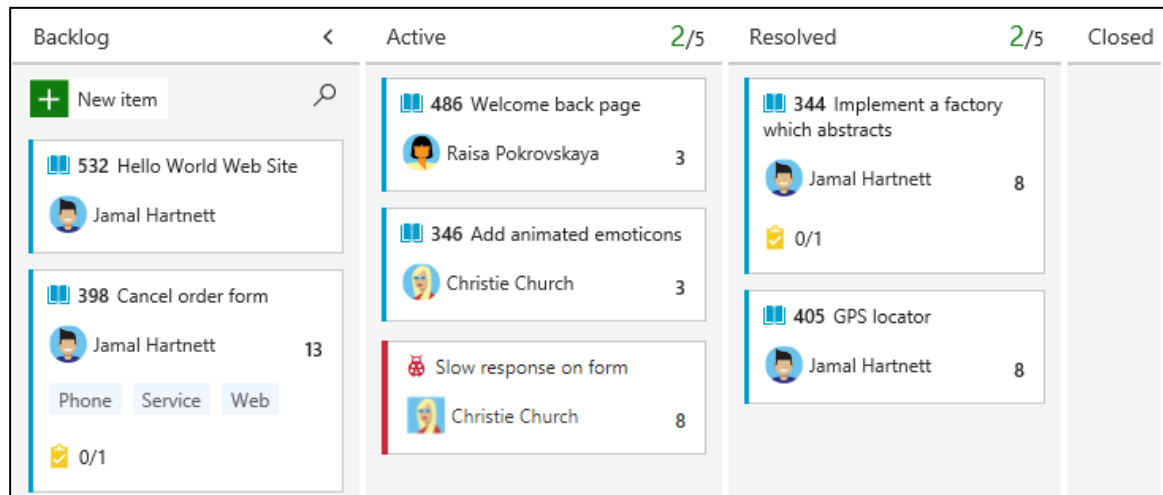 Backlog
New item
532 Hello World Web Site
Jamal Hartnett
398 Cancel order form
Jamal Hartnett 13
Phone Service Web
0/1
Active 2/5
486 Welcome back page
Raisa Pokrovskaya 3
346 Add animated emoticons
Christie Church 3
Slow response on form
Christie Church 8
Resolved 2/5
344 Implement a factory
which abstracts
Jamal Hartnett 8
0/1
405 GPS locator
Jamal Hartnett 8
Closed